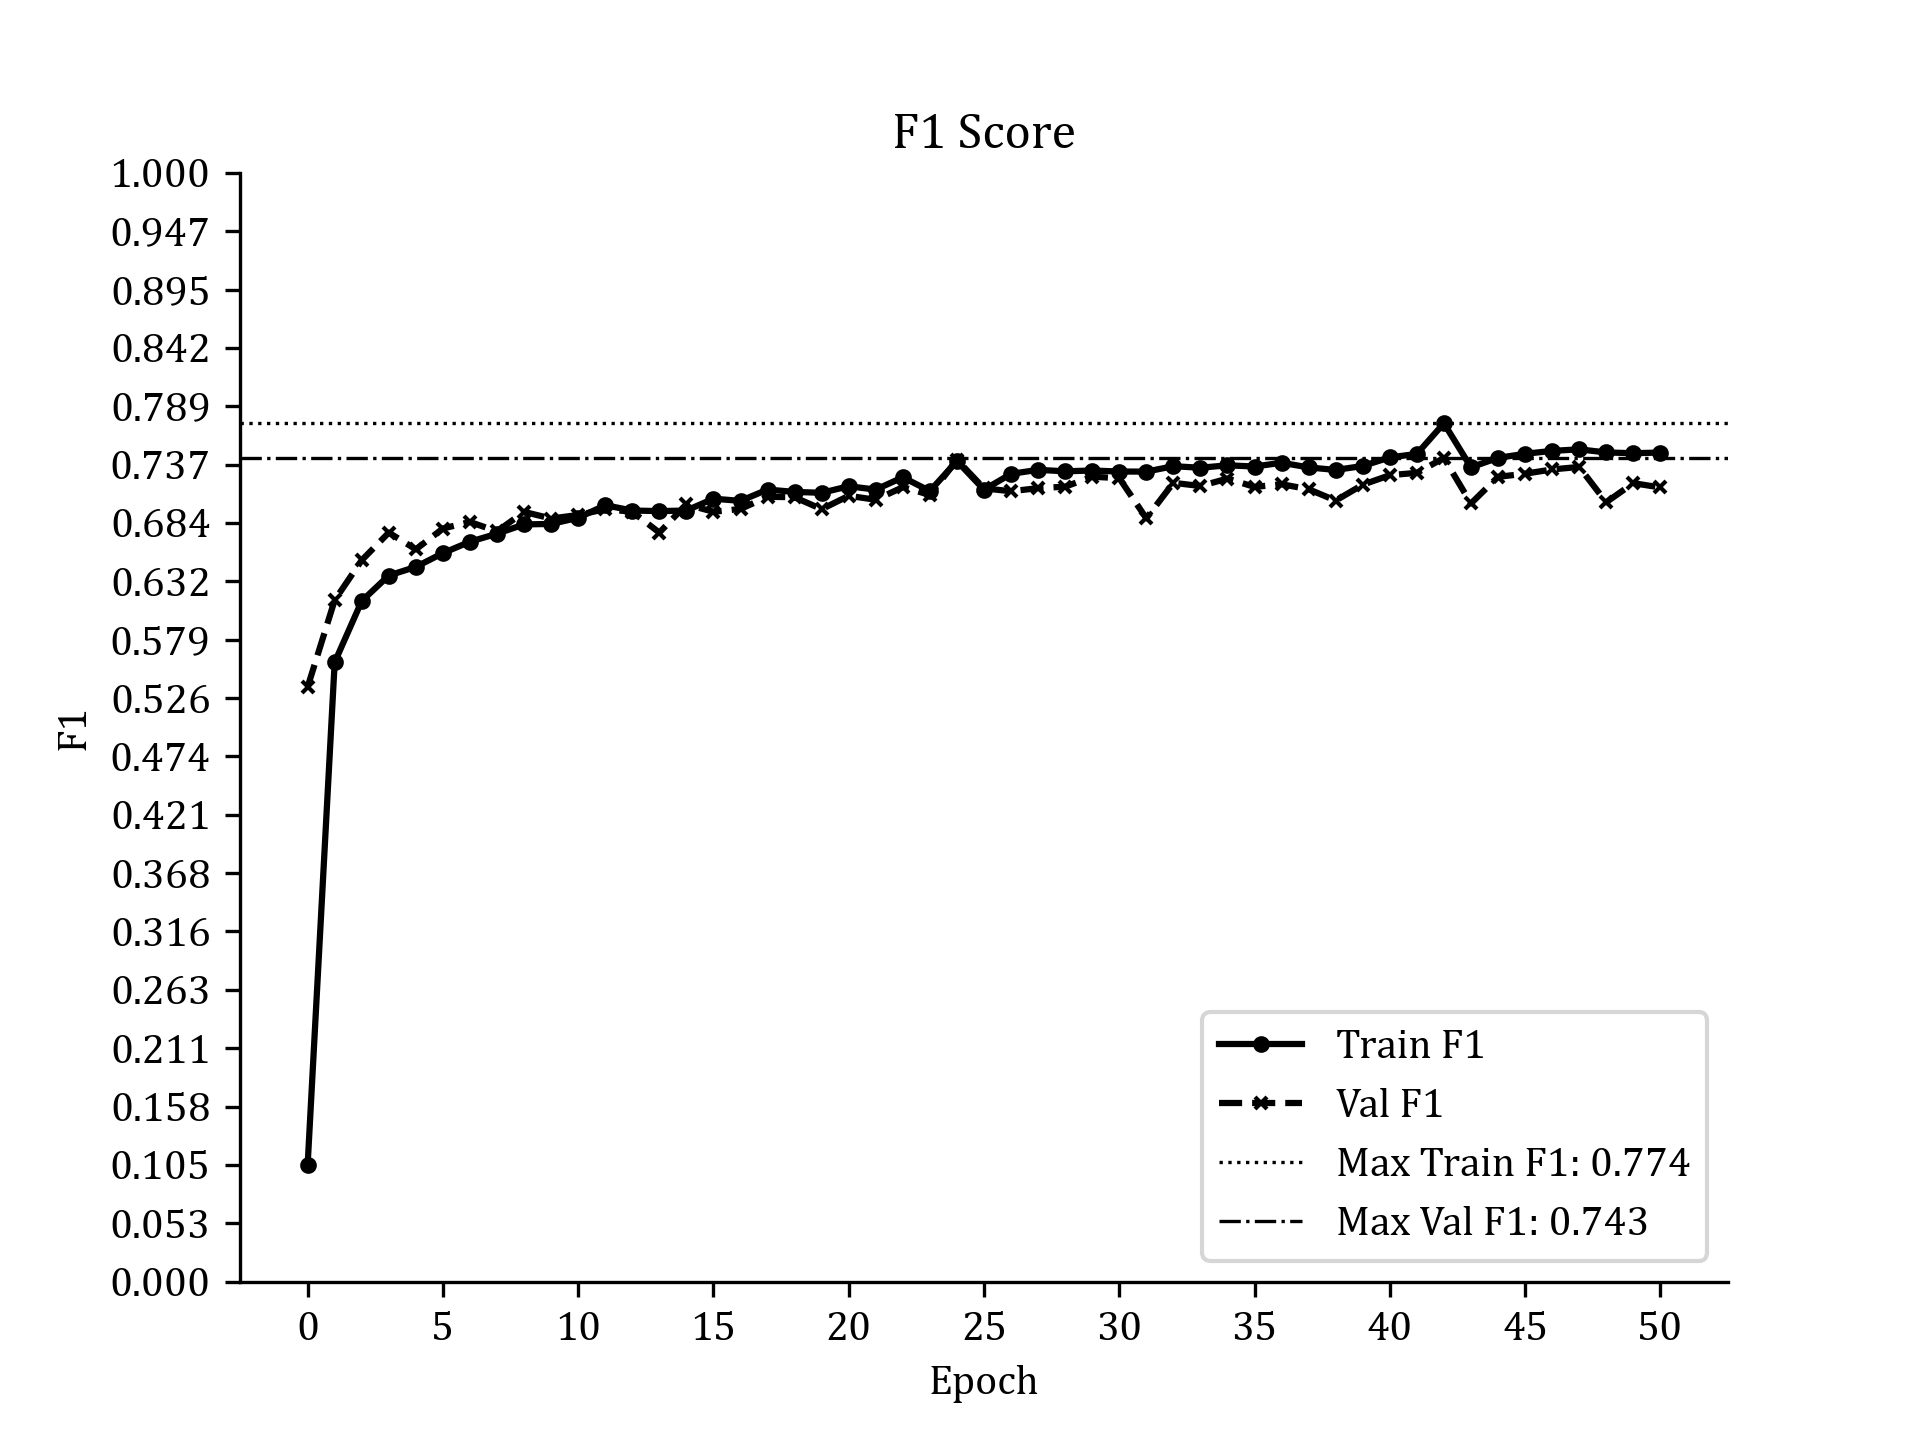 F1 Score
1.000
0.947
0.895
0.842
0.789
0.737
0.684
0.632
0.579
0.526
0.474
0.421
0.368
0.316
0.263
0.211
0.158
0.105
0.053
0.000
F1
0 5 10 15 20 25 30 35 40 45 50
Epoch
Train F1
Val F1
Max Train F1: 0.774
Max Val F1: 0.743